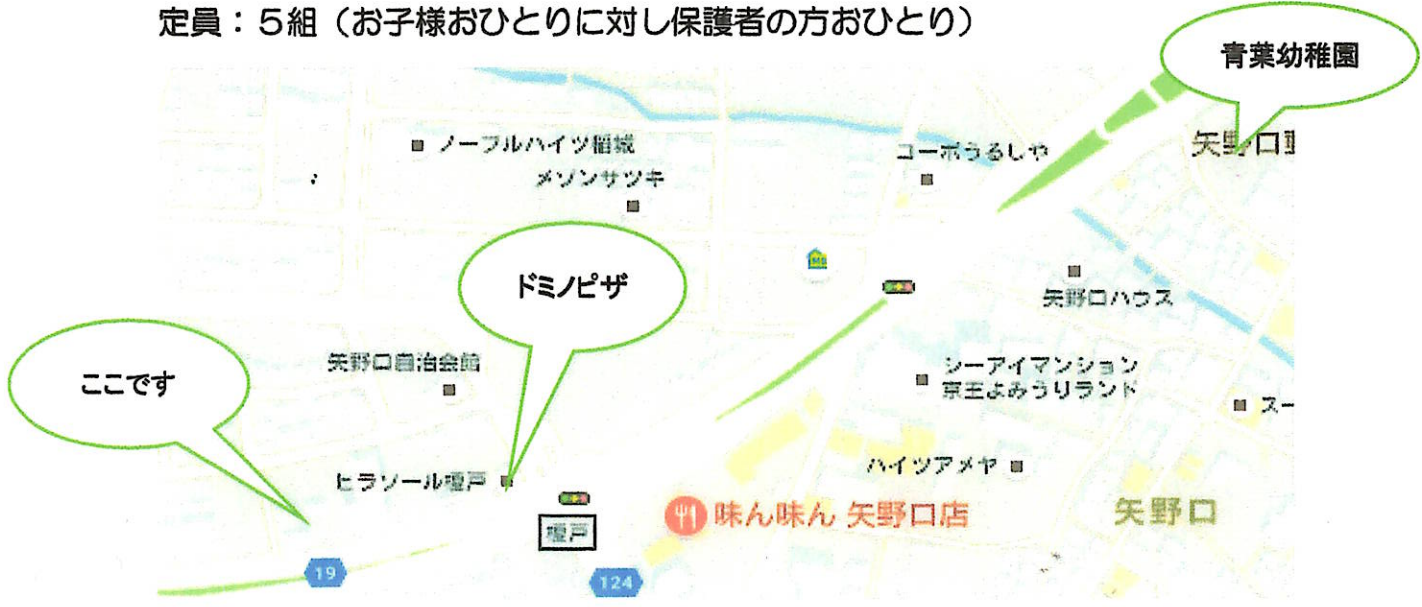 定員：５組（お子様おひとりに対し保護者の方おひとり）
青葉幼稚園
ノーブルハイツ稲城
コーポうるしや
矢野口
メゾンサツキ
ドミノピザ
矢野口ハウス
矢野口自治会館
シーアイマンション
京王よみうりランド
ここです
スー
ヒラソール榎戸
ハイツアメヤ
味ん味ん 矢野口店
矢野口
榎戸
19
124